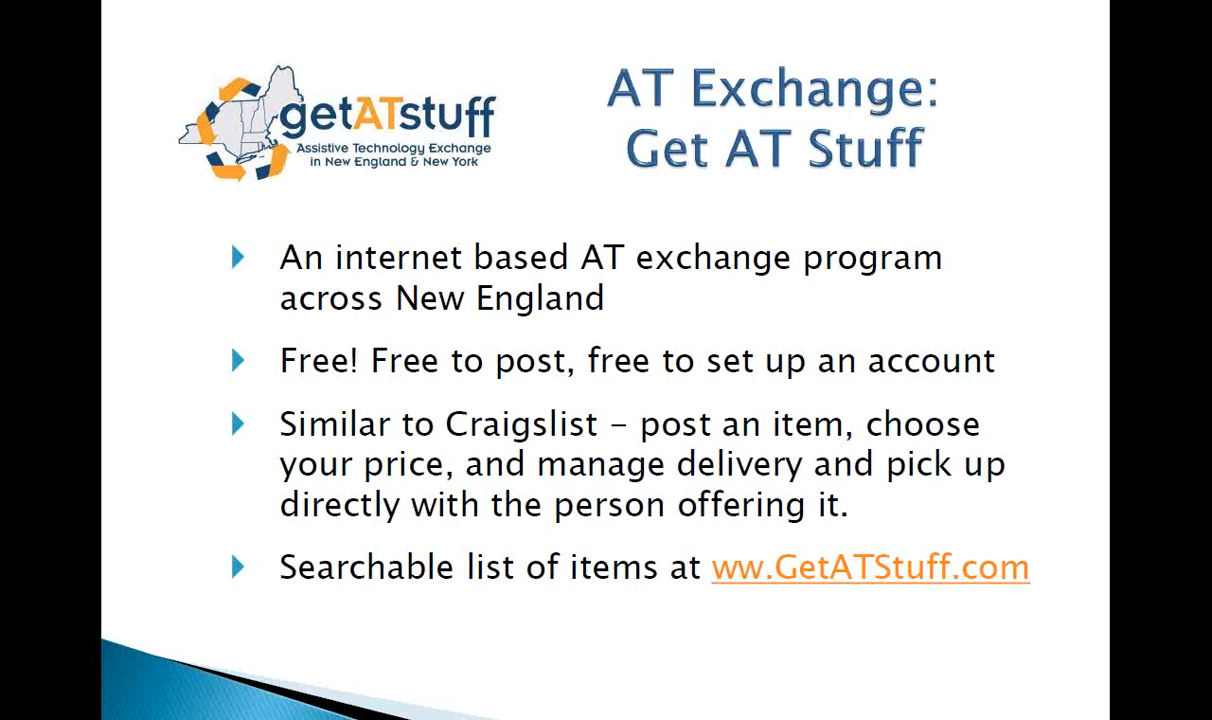 getATstuff
Assistive Technology Exchange
in New England & New York
AT Exchange:
Get AT Stuff
An internet based AT exchange program
across New England
Free! Free to post, free to set up an account
Similar to Craigslist – post an item, choose
your price, and manage delivery and pick up
directly with the person offering it.
Searchable list of items at ww.GetATStuff.com